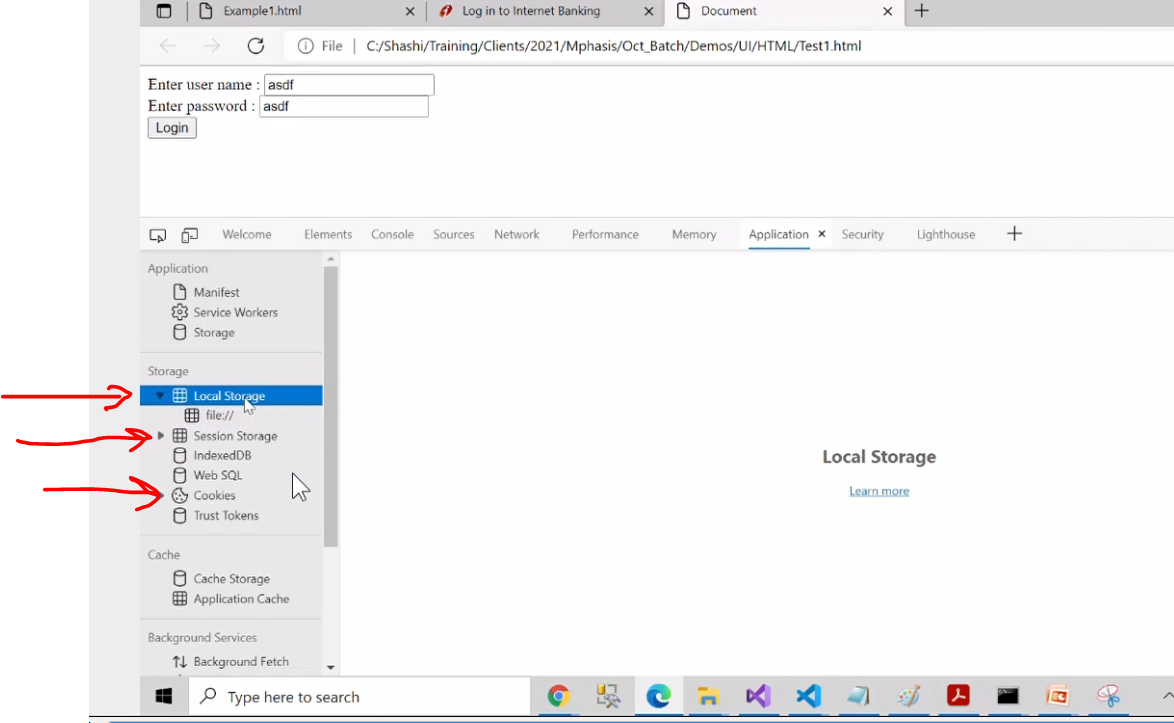 Example1.html
Log in to Internet Banking
Document
File
C:/Shashi/Training/Clients/2021/Mphasis/Oct_Batch/Demos/UI/HTML/Test1.html
Enter user name : asdf
Enter password : asdf
Login
Welcome Elements Console Sources Network Performance Memory Application Security Lighthouse
Application
Manifest
Service Workers
Storage
Storage
Local Storage
file://
Session Storage
IndexedDB
Web SQL
Cookies
Trust Tokens
Cache
Cache Storage
Application Cache
Background Services
Background Fetch
Local Storage
Learn more
Type here to search